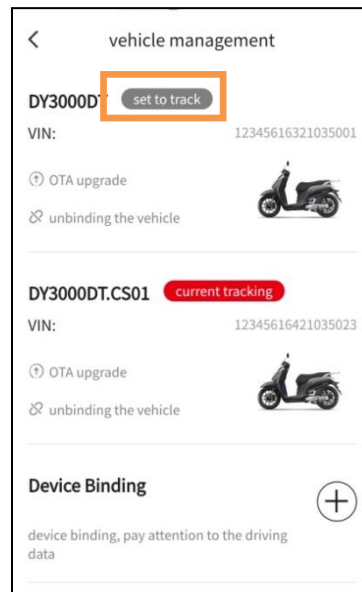 vehicle management
DY3000DT set to track
VIN: 12345616321035001
OTA upgrade
unbinding the vehicle
DY3000DT.CS01 current tracking
VIN: 12345616421035023
OTA upgrade
unbinding the vehicle
Device Binding
device binding, pay attention to the driving
data